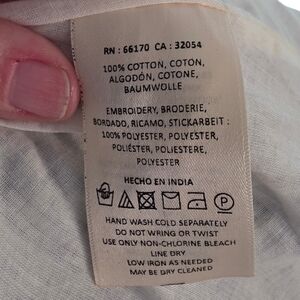 RN : 66170 CA : 32054
100% COTTON, COTON,
ALGODÓN, COTONE,
BAUMWOLLE
EMBROIDERY, BRODERIE,
BORDADO, RICAMO, STICKARBEIT :
100% POLYESTER, POLYESTER,
POLIÉSTER, POLIESTERE,
POLYESTER
HECHO EN INDIA
P
HAND WASH COLD SEPARATELY
DO NOT WRING OR TWIST
USE ONLY NON-CHLORINE BLEACH
LINE DRY
LOW IRON AS NEEDED
MAY BE DRY CLEANED